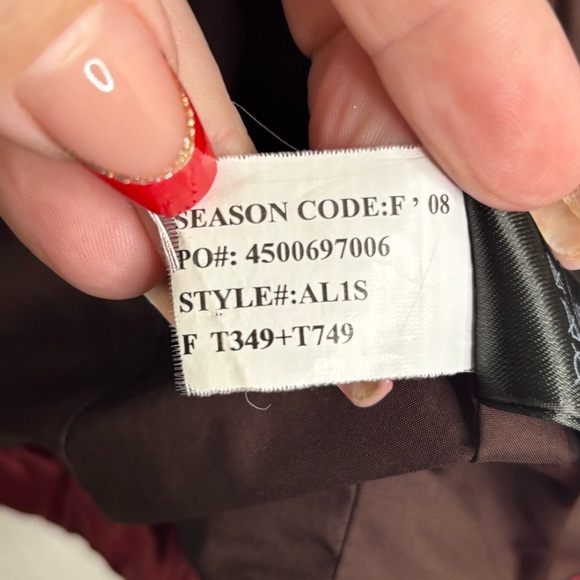 SEASON CODE:F’ 08
PO#: 4500697006
STYLE#:AL1S
F T349+T749